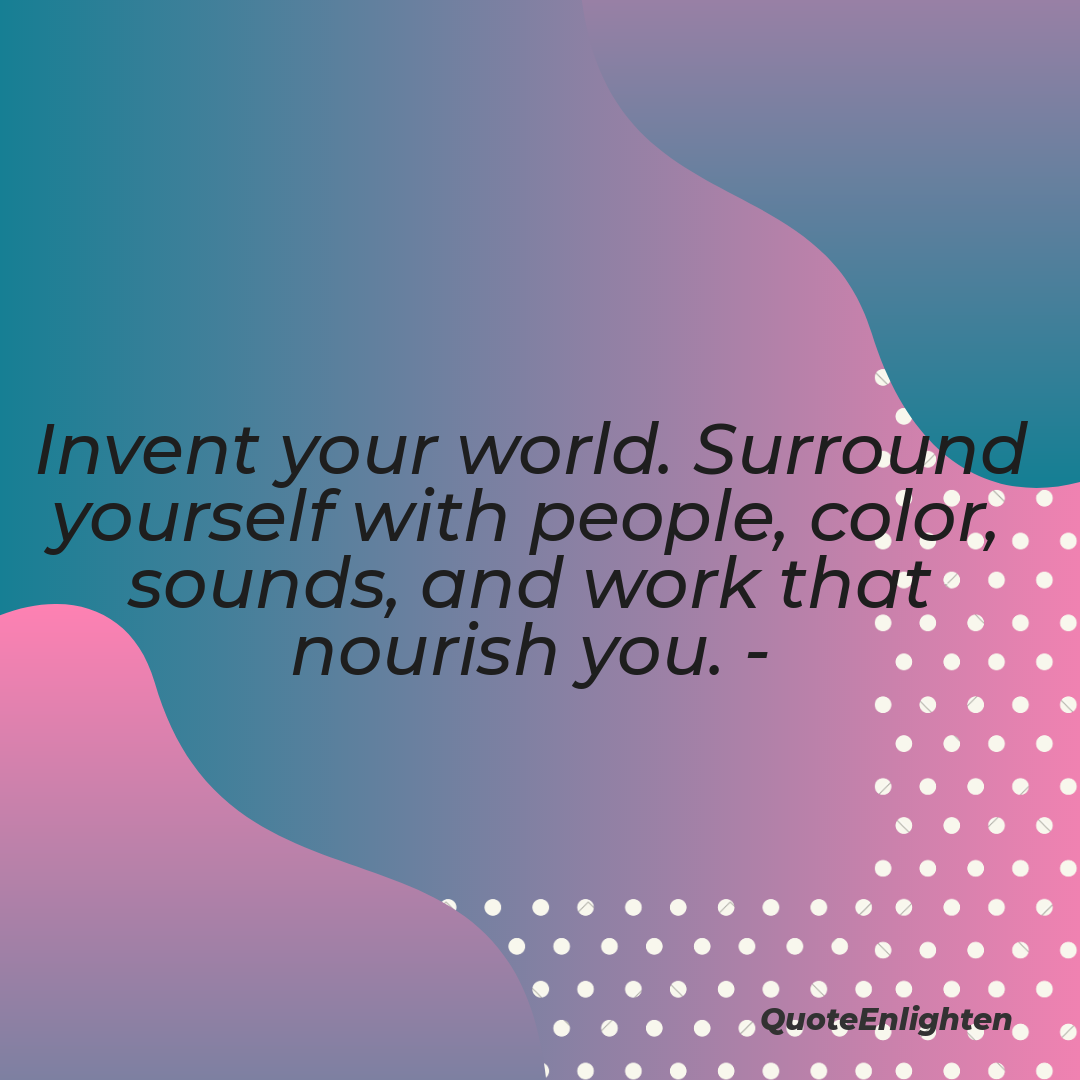 Invent your world. Surround
yourself with people, color,
sounds, and work that
nourish you. -
QuoteEnlighten